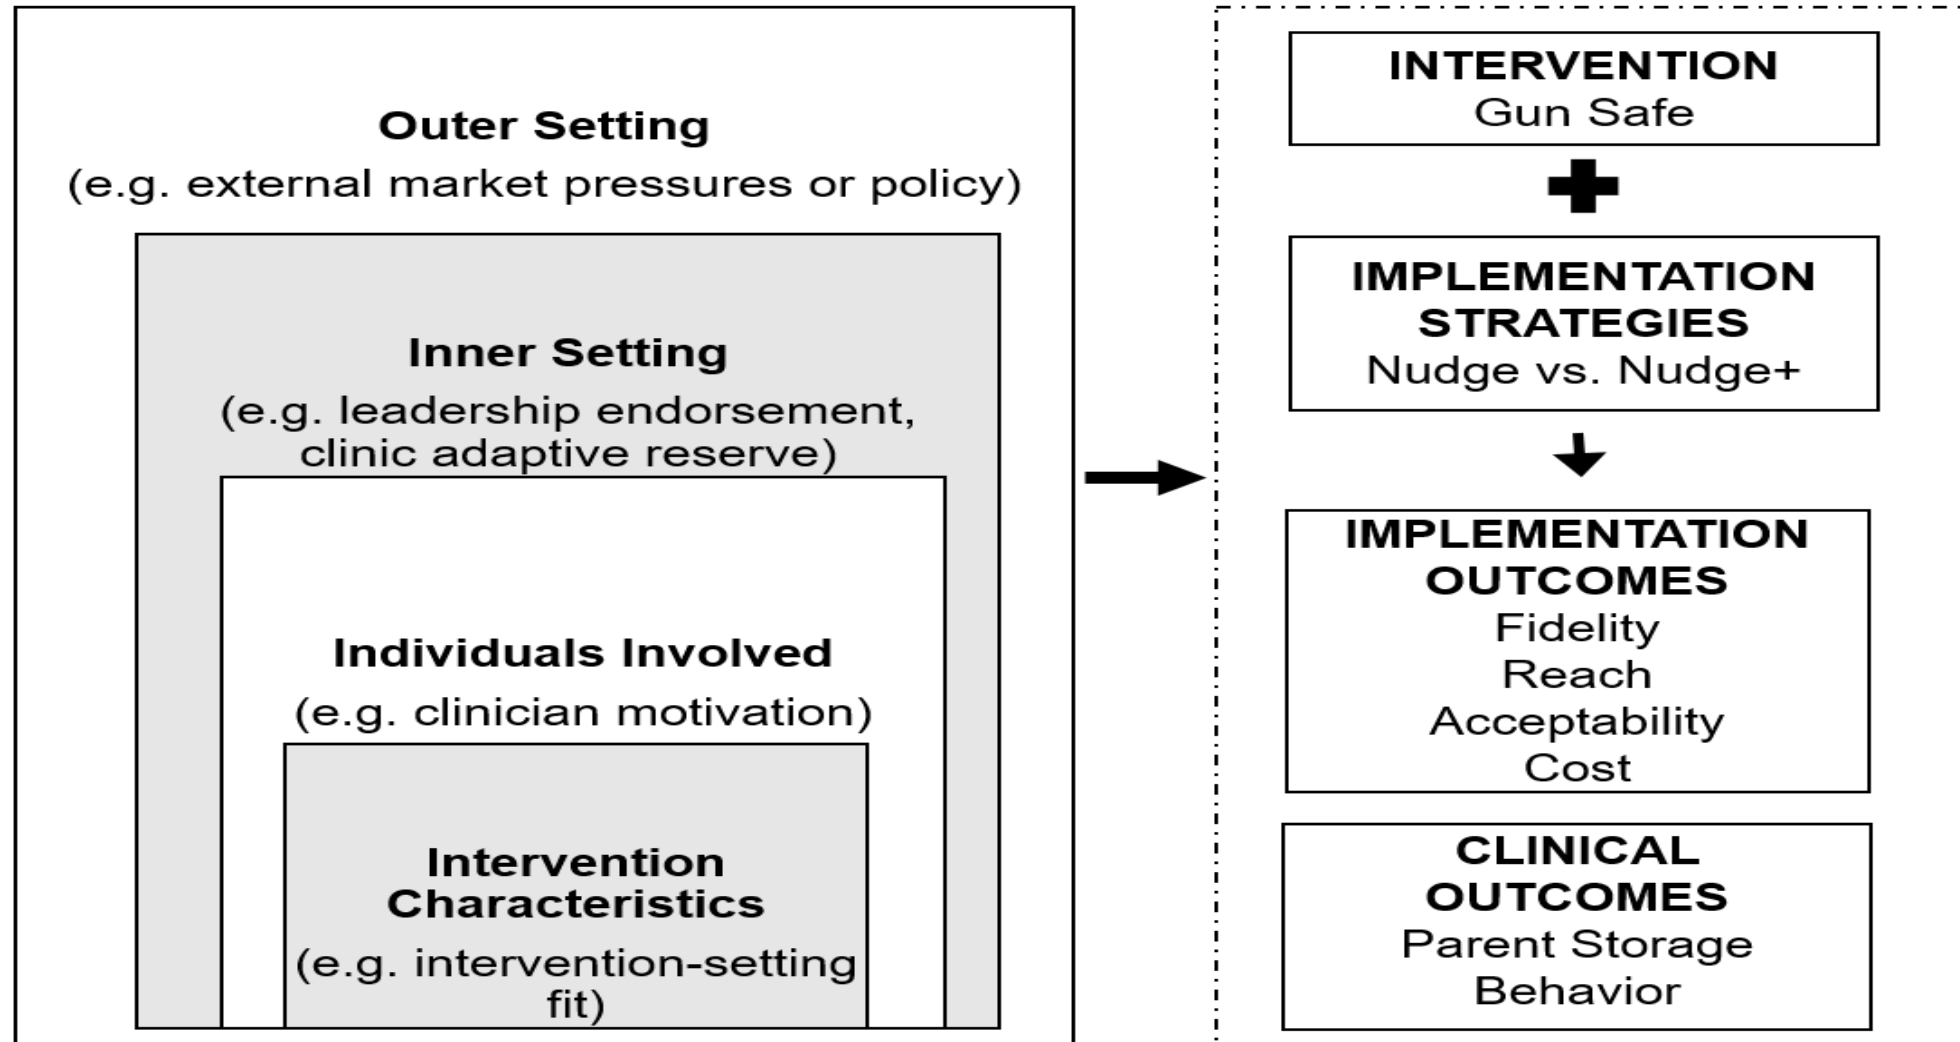 Outer Setting
(e.g. external market pressures or policy)
Inner Setting
(e.g. leadership endorsement,
clinic adaptive reserve)
Individuals Involved
(e.g. clinician motivation)
Intervention
Characteristics
(e.g. intervention-setting
fit)
INTERVENTION
Gun Safe
IMPLEMENTATION
STRATEGIES
Nudge vs. Nudge+
IMPLEMENTATION
OUTCOMES
Fidelity
Reach
Acceptability
Cost
CLINICAL
OUTCOMES
Parent Storage
Behavior